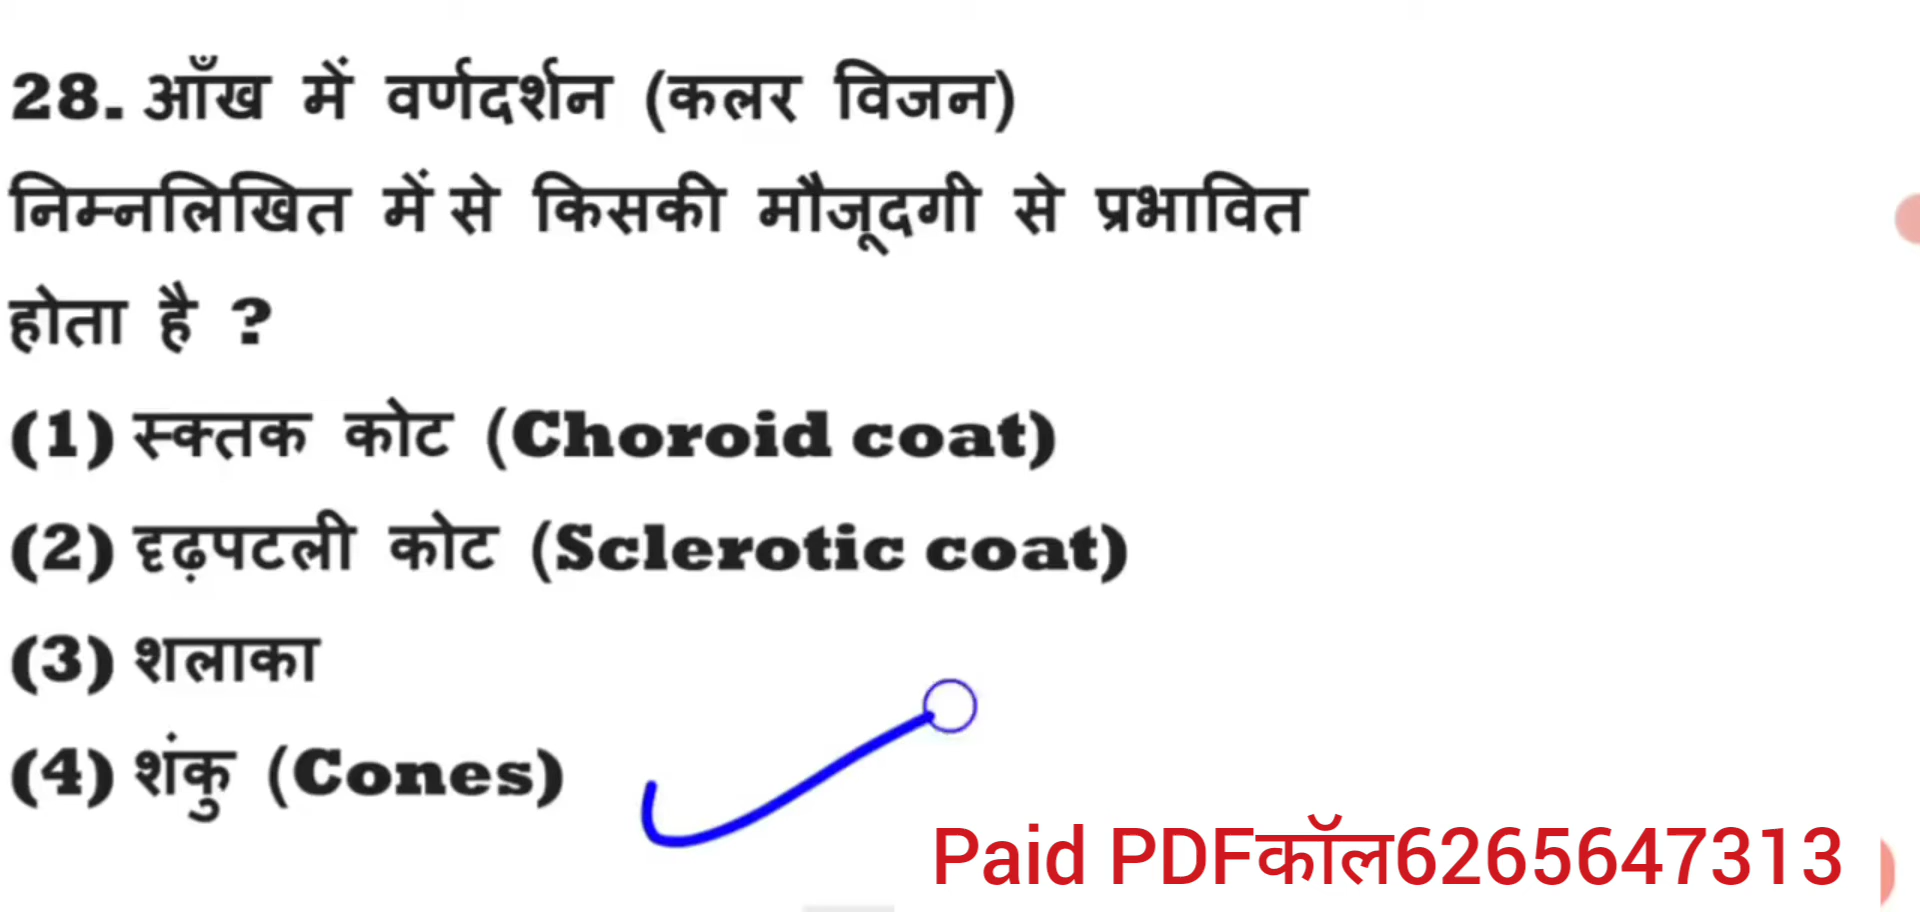 28. आँख में वर्णदर्शन (कलर विजन)
निम्नलिखित में से किसकी मौजूदगी से प्रभावित
होता है ?
(1) स्क्तक कोट (Choroid coat)
(2) दृढ़पटली कोट (Sclerotic coat)
(3) शलाका
(4) शंकु (Cones)
Paid PDFकॉल6265647313